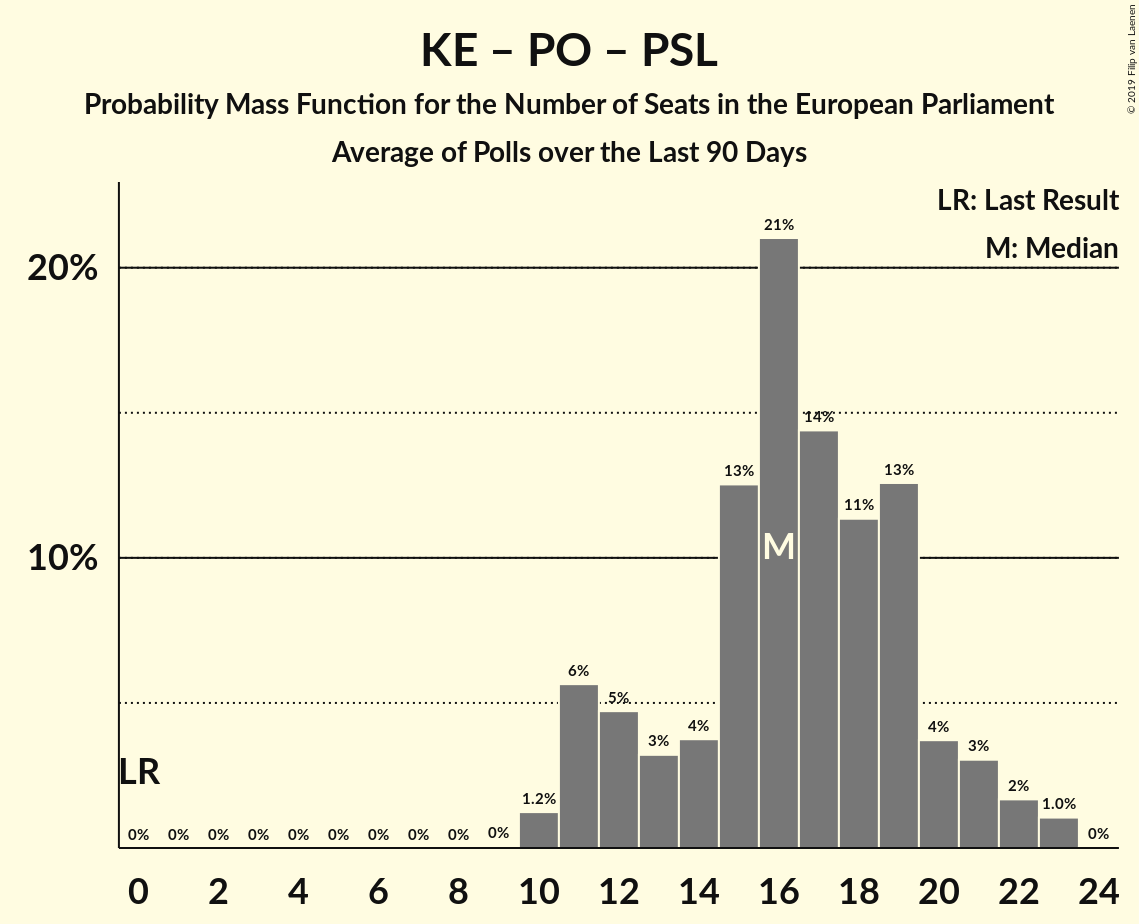 KE – PO – PSL
Probability Mass Function for the Number of Seats in the European Parliament
Average of Polls over the Last 90 Days
© 2019 Filip van Laenen
LR: Last Result
M: Median
20%
10%
21%
14%
13%
13%
11%
M
6%
5%
3%
4%
4%
3%
2%
1.2%
1.0%
LR
0% 0% 0% 0% 0% 0% 0% 0% 0% 0% 0%
0 2 4 6 8 10 12 14 16 18 20 22 24